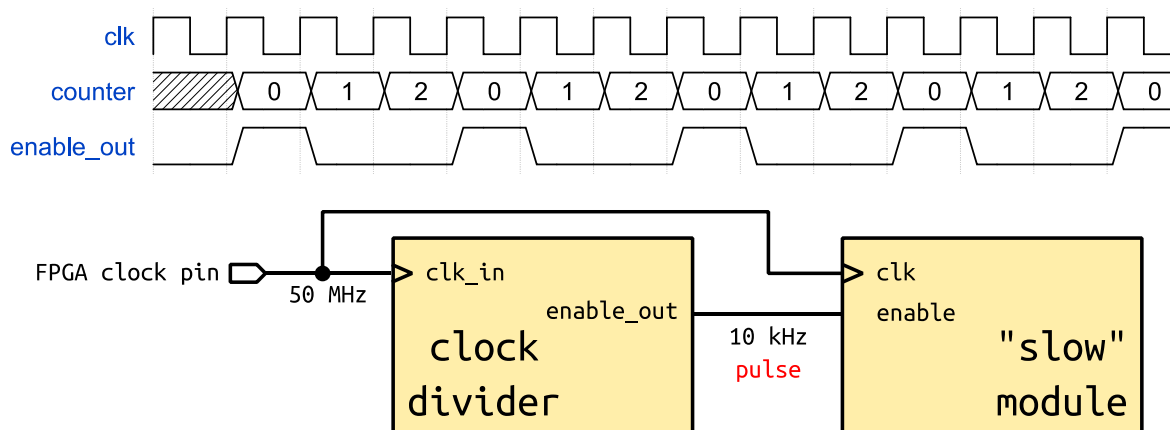 clk
counter 0 1 2 0 1 2 0 1 2 0 1 2 0
enable_out
FPGA clock pin
50 MHz
clk_in
enable_out
clock
divider
10 kHz
pulse
clk
enable
"slow"
module